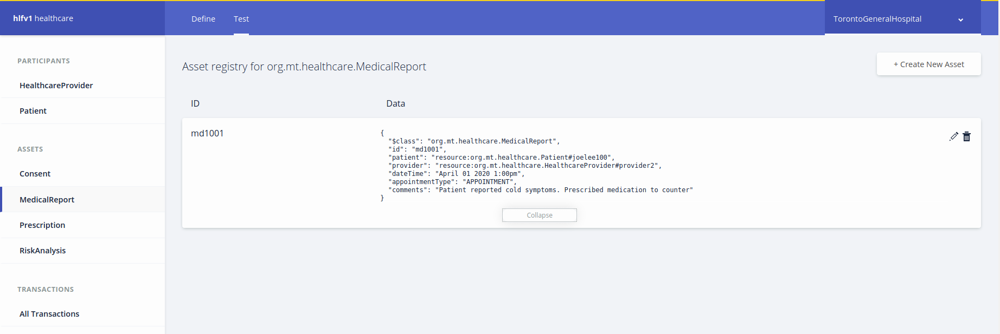 hlfv1 healthcare
Define
Test
TorontoGeneralHospital
PARTICIPANTS
HealthcareProvider
Patient
ASSETS
Consent
MedicalReport
Prescription
RiskAnalysis
TRANSACTIONS
All Transactions
Asset registry for org.mt.healthcare.MedicalReport
+ Create New Asset
ID
Data
md1001
{
"$class": "org.mt.healthcare.MedicalReport",
"id": "md1001",
"patient": "resource:org.mt.healthcare.Patient#joelee100",
"provider": "resource:org.mt.healthcare.HealthcareProvider#provider2",
"dateTime": "April 01 2020 1:00pm",
"appointmentType": "APPOINTMENT",
"comments": "Patient reported cold symptoms. Prescribed medication to counter"
}
Collapse